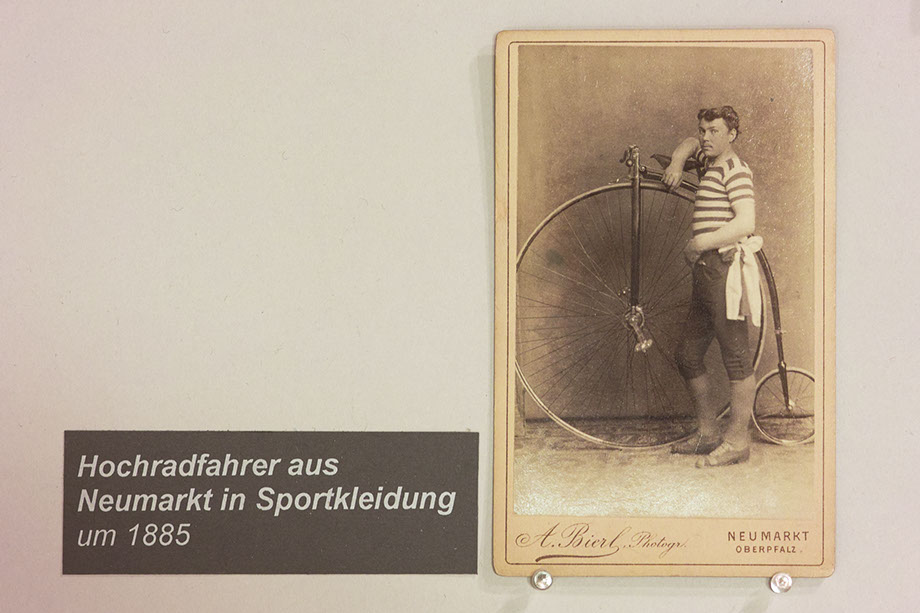 Hochradfahrer aus
Neumarkt in Sportkleidung
um 1885
A. Bierl, Photogr.
NEUMARKT
OBERPFALZ.